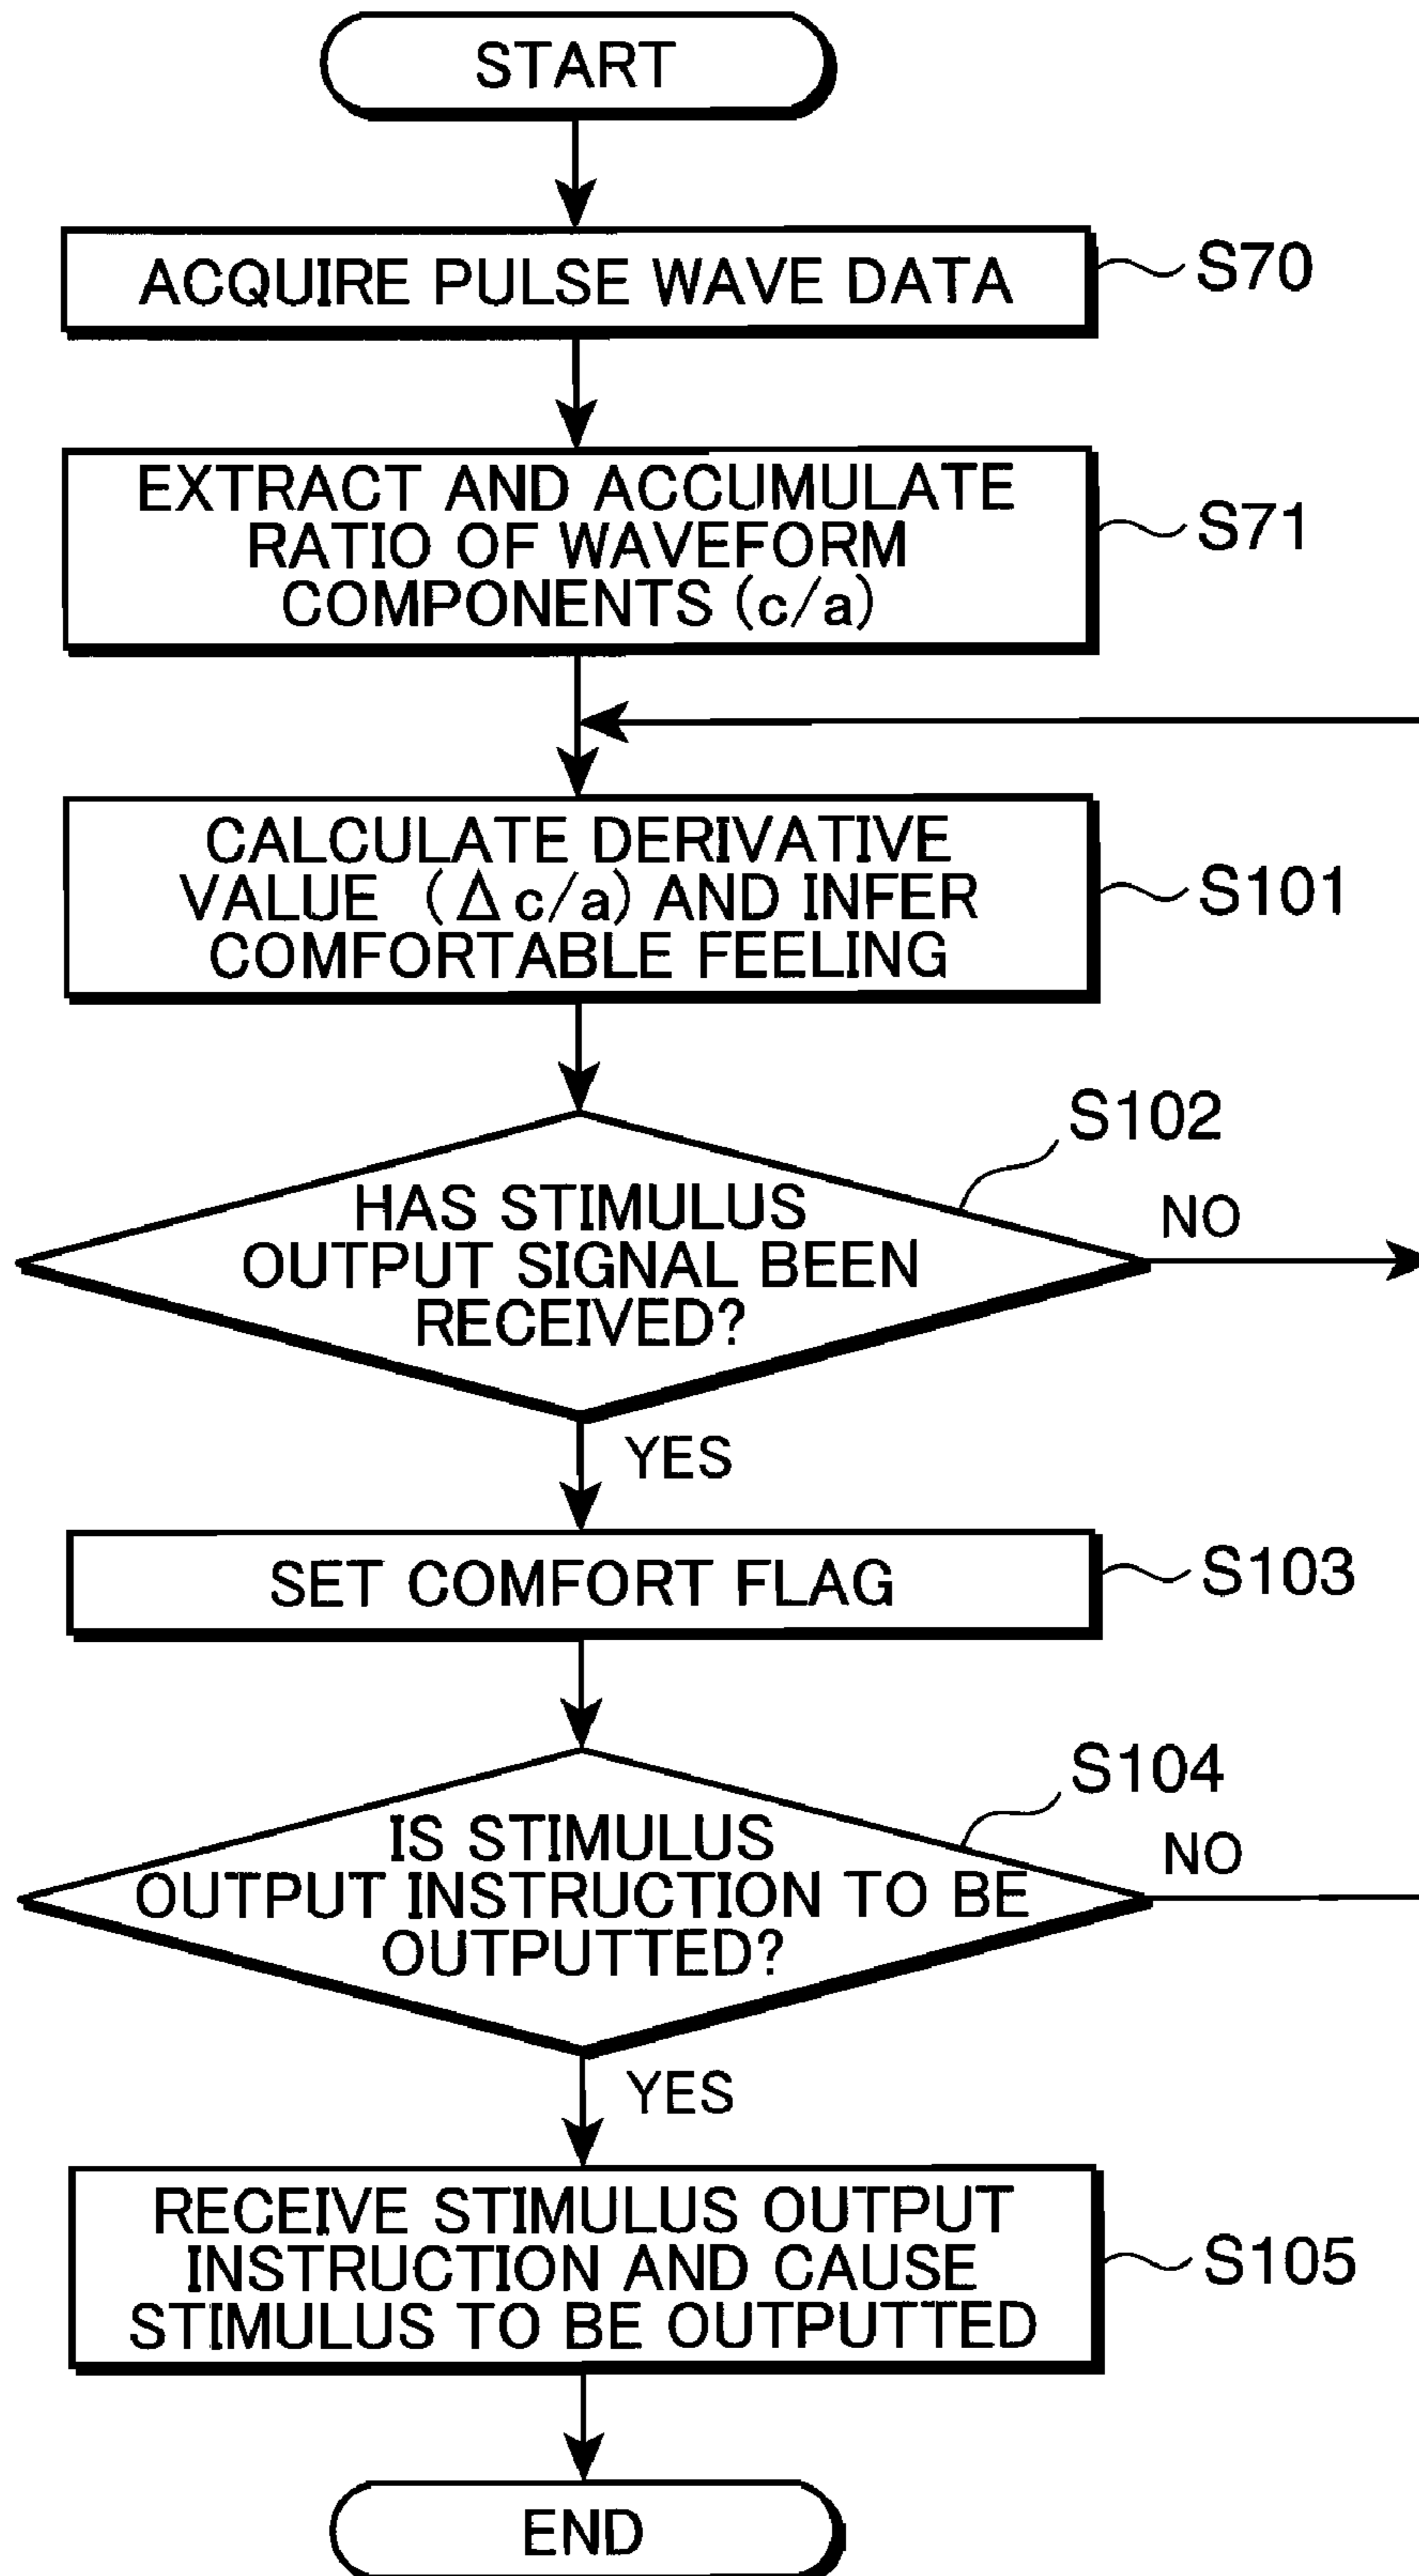 START
ACQUIRE PULSE WAVE DATA
S70
EXTRACT AND ACCUMULATE
RATIO OF WAVEFORM
COMPONENTS (c/a)
S71
CALCULATE DERIVATIVE
VALUE (Δc/a) AND INFER
COMFORTABLE FEELING
S101
S102
HAS STIMULUS
OUTPUT SIGNAL BEEN
RECEIVED?
NO
YES
SET COMFORT FLAG
S103
S104
IS STIMULUS
OUTPUT INSTRUCTION TO BE
OUTPUTTED?
NO
YES
RECEIVE STIMULUS OUTPUT
INSTRUCTION AND CAUSE
STIMULUS TO BE OUTPUTTED
S105
END